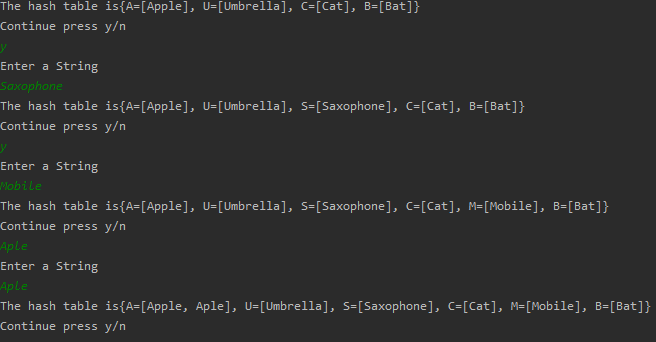 The hash table is{A=[Apple], U=[Umbrella], C=[Cat], B=[Bat]}
Continue press y/n
y
Enter a String
Saxophone
The hash table is{A=[Apple], U=[Umbrella], S=[Saxophone], C=[Cat], B=[Bat]}
Continue press y/n
y
Enter a String
Mobile
The hash table is{A=[Apple], U=[Umbrella], S=[Saxophone], C=[Cat], M=[Mobile], B=[Bat]}
Continue press y/n
Aple
Enter a String
Aple
The hash table is{A=[Apple, Aple], U=[Umbrella], S=[Saxophone], C=[Cat], M=[Mobile], B=[Bat]}
Continue press y/n